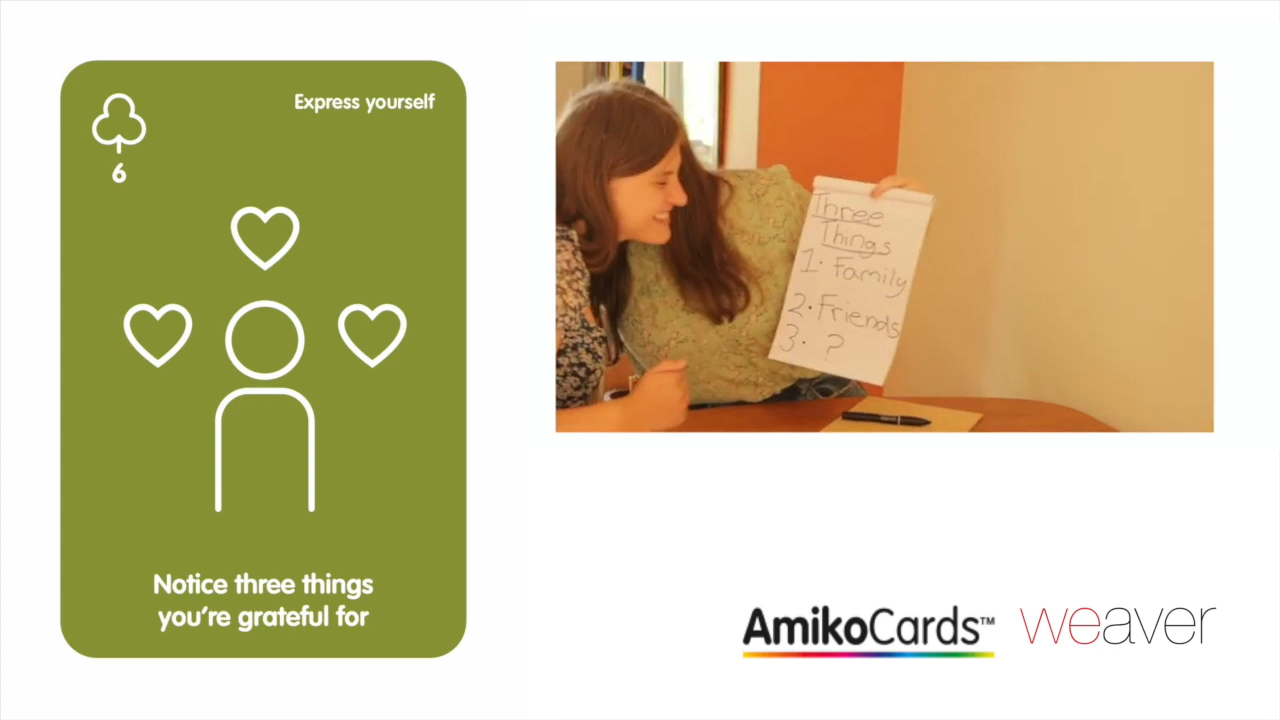 Express yourself
6
Notice three things
you're grateful for
Three
Things
1. Family
2. Friends
3. ?
AmikoCards™
weaver